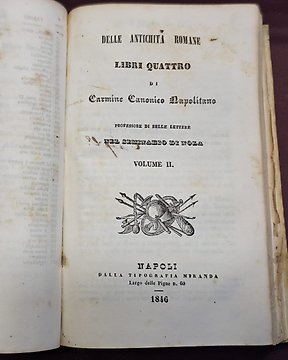 DELLE ANTICHITÀ ROMANE
LIBRI QUATTRO
DI
Carmine Canonico Napolitano
PROFESSORE DI BELLE LETTERE
NEL SEMINARIO DI NOLA
VOLUME II.
NAPOLI
DALLA TIPOGRAFIA MIRANDA
Largo delle Pigne n. 60
1846